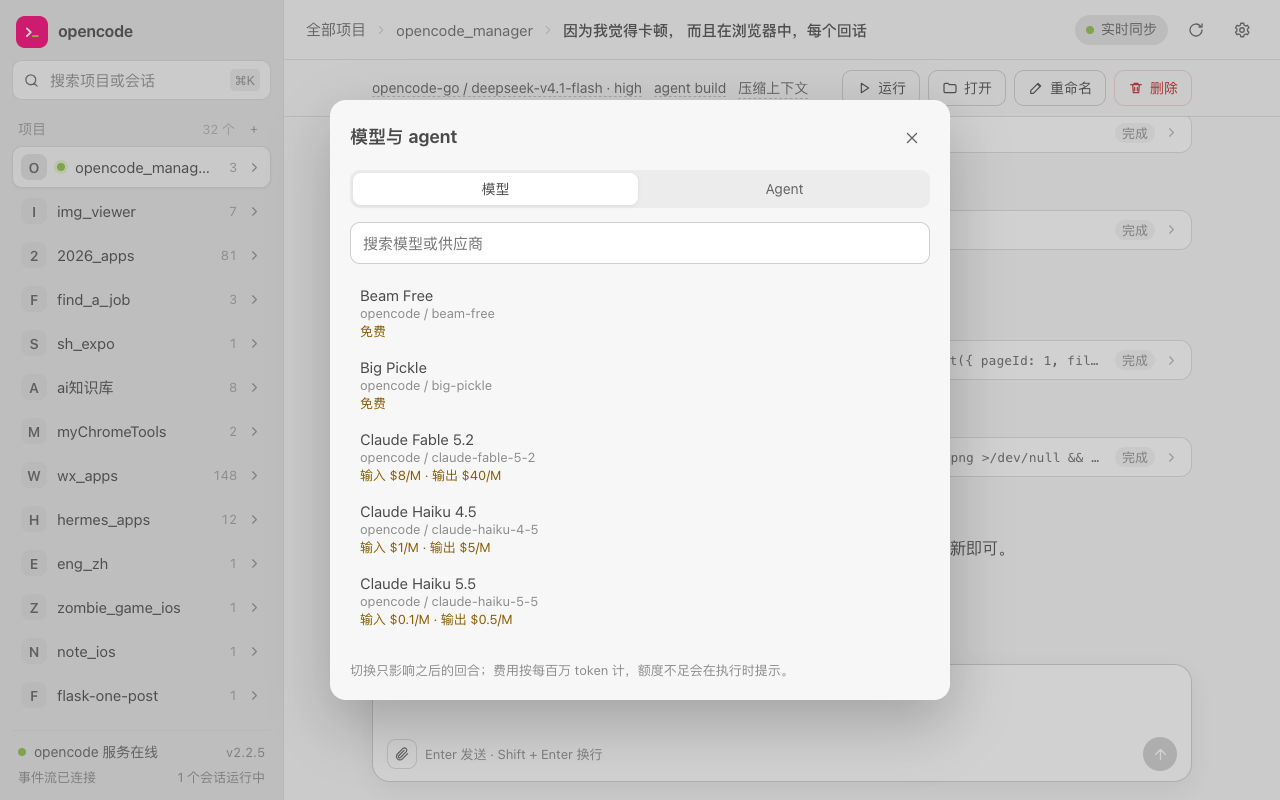 opencode
搜索项目或会话 ⌘K
项目 32 个 +
O opencode_manag... 3
I img_viewer 7
2 2026_apps 81
F find_a_job 3
S sh_expo 1
A ai知识库 8
M myChromeTools 2
W wx_apps 148
H hermes_apps 12
E eng_zh 1
Z zombie_game_ios 1
N note_ios 1
F flask-one-post 1
opencode 服务在线 v2.2.5
事件流已连接 1 个会话运行中
全部项目 opencode_manager 因为我觉得卡顿， 而且在浏览器中，每个回话
实时同步
opencode-go / deepseek-v4.1-flash · high agent build 压缩上下文
运行 打开 重命名 删除
完成
完成
t({ pageId: 1, fil… 完成
png >/dev/null && … 完成
新即可。
模型与 agent
模型 Agent
搜索模型或供应商
Beam Free
opencode / beam-free
免费
Big Pickle
opencode / big-pickle
免费
Claude Fable 5.2
opencode / claude-fable-5-2
输入 $8/M · 输出 $40/M
Claude Haiku 4.5
opencode / claude-haiku-4-5
输入 $1/M · 输出 $5/M
Claude Haiku 5.5
opencode / claude-haiku-5-5
输入 $0.1/M · 输出 $0.5/M
切换只影响之后的回合；费用按每百万 token 计，额度不足会在执行时提示。
Enter 发送 · Shift + Enter 换行